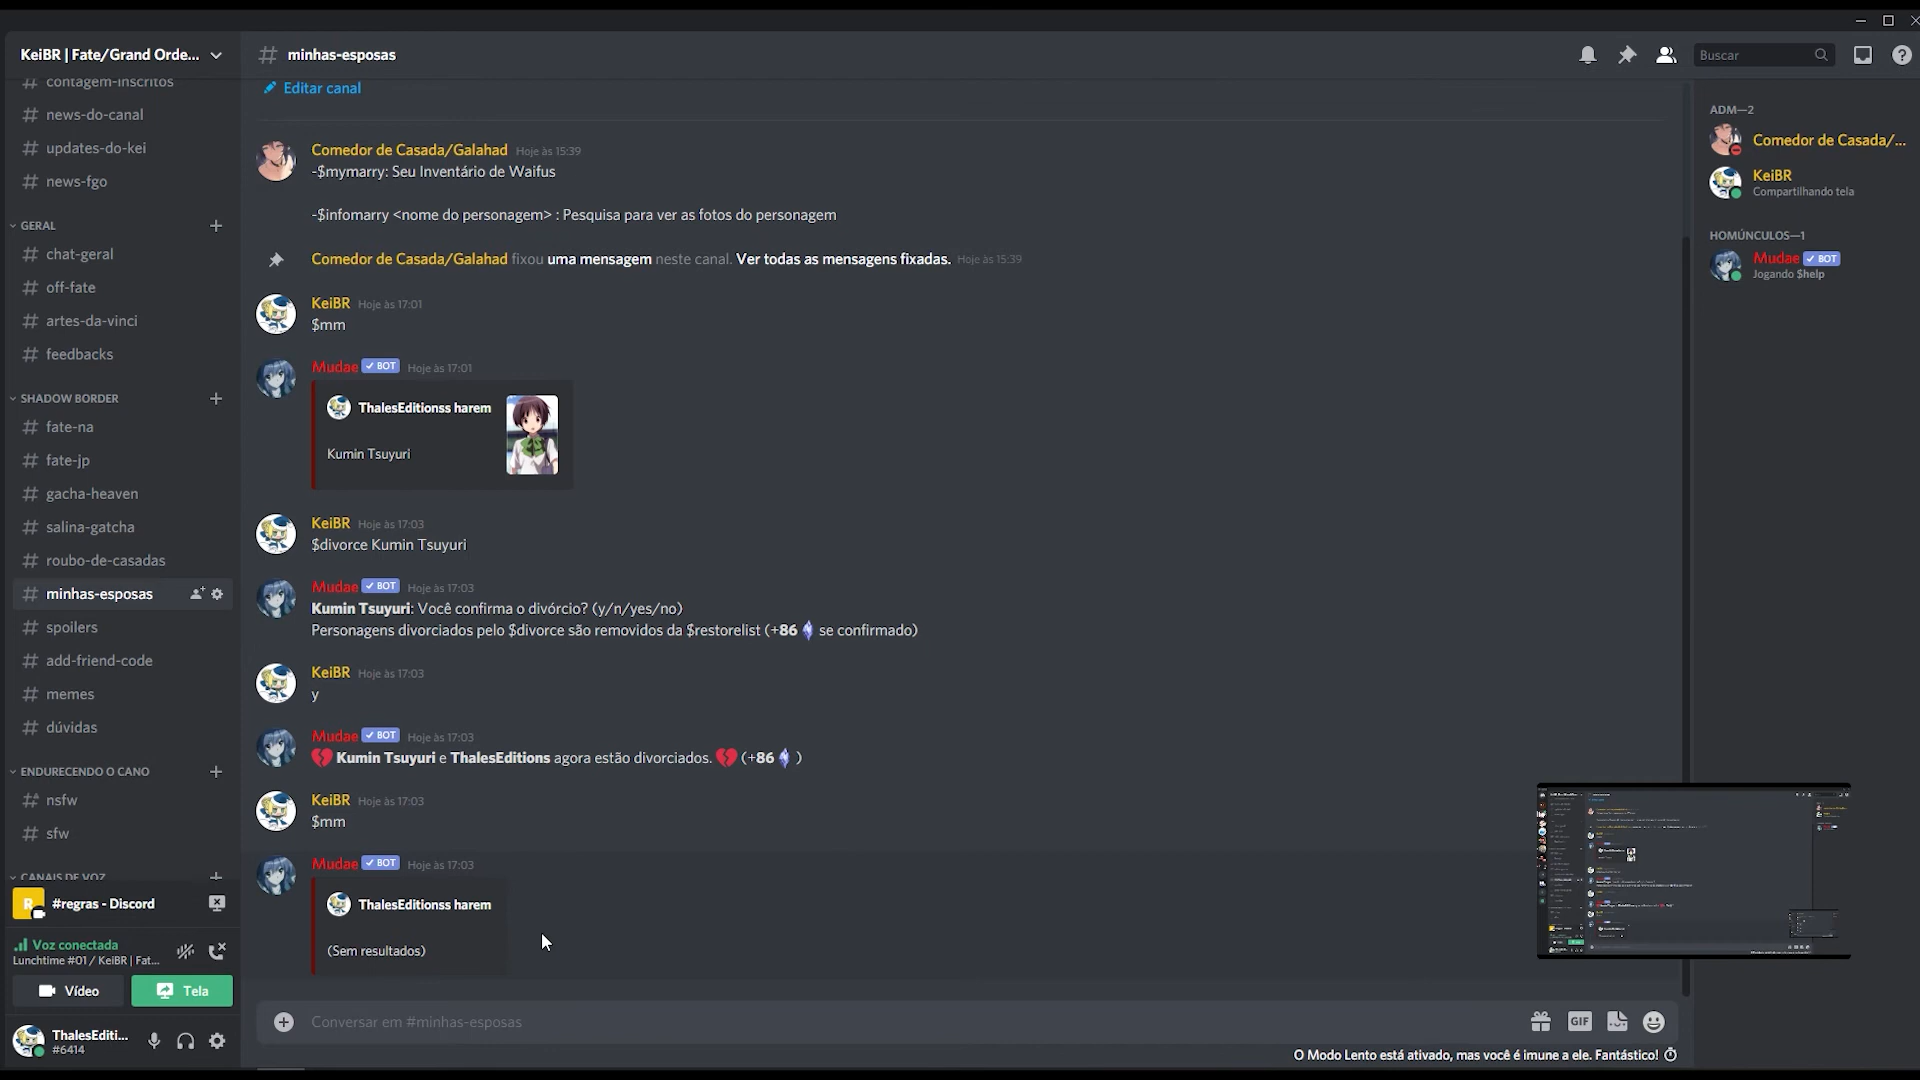 KeiBR | Fate/Grand Orde...
contagem-inscritos
news-do-canal
updates-do-kei
news-fgo
GERAL
chat-geral
off-fate
artes-da-vinci
feedbacks
SHADOW BORDER
fate-na
fate-jp
gacha-heaven
salina-gatcha
roubo-de-casadas
minhas-esposas
spoilers
add-friend-code
memes
dúvidas
ENDURECENDO O CANO
nsfw
sfw
CANAIS DE VOZ
R
#regras - Discord
Voz conectada
Lunchtime #01 / KeiBR | Fat...
Vídeo
Tela
ThalesEditi...
#6414
# minhas-esposas
Buscar
Editar canal
Comedor de Casada/Galahad Hoje às 15:39
-$mymarry: Seu Inventário de Waifus
-$infomarry <nome do personagem> : Pesquisa para ver as fotos do personagem
Comedor de Casada/Galahad fixou uma mensagem neste canal. Ver todas as mensagens fixadas. Hoje às 15:39
KeiBR Hoje às 17:01
$mm
Mudae BOT Hoje às 17:01
ThalesEditionss harem
Kumin Tsuyuri
KeiBR Hoje às 17:03
$divorce Kumin Tsuyuri
Mudae BOT Hoje às 17:03
Kumin Tsuyuri: Você confirma o divórcio? (y/n/yes/no)
Personagens divorciados pelo $divorce são removidos da $restorelist (+86 se confirmado)
KeiBR Hoje às 17:03
y
Mudae BOT Hoje às 17:03
Kumin Tsuyuri e ThalesEditions agora estão divorciados. (+86 )
KeiBR Hoje às 17:03
$mm
Mudae BOT Hoje às 17:03
ThalesEditionss harem
(Sem resultados)
Conversar em #minhas-esposas
GIF
O Modo Lento está ativado, mas você é imune a ele. Fantástico!
ADM—2
Comedor de Casada/...
KeiBR
Compartilhando tela
HOMÚNCULOS—1
Mudae BOT
Jogando $help